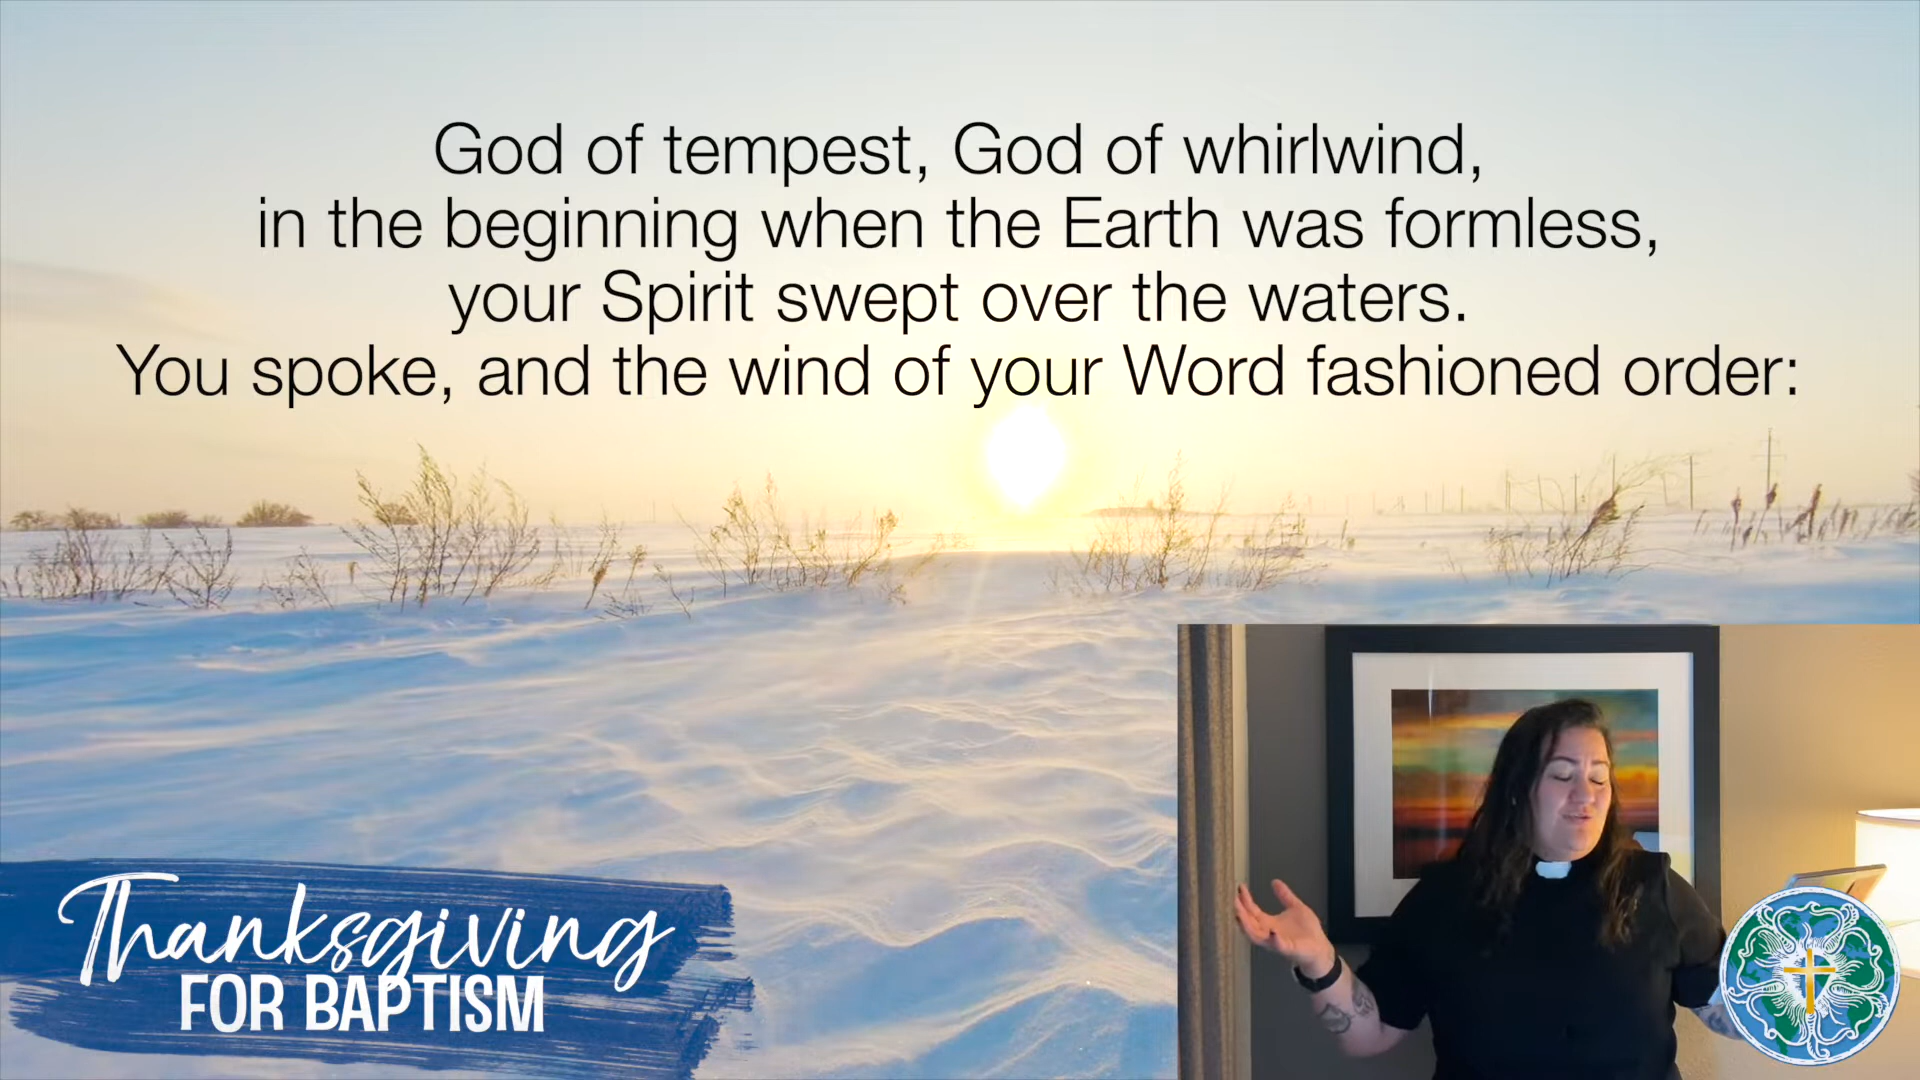 God of tempest, God of whirlwind,
in the beginning when the Earth was formless,
your Spirit swept over the waters.
You spoke, and the wind of your Word fashioned order:
Thanksgiving
FOR BAPTISM